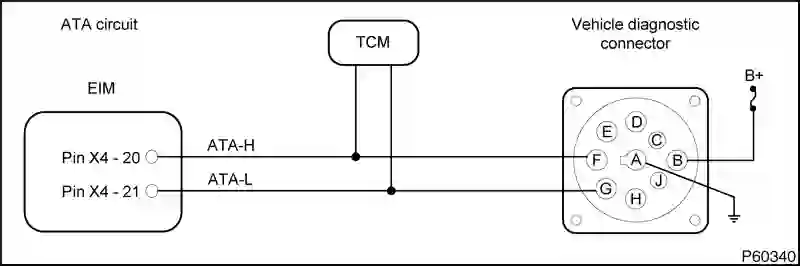 ATA circuit
TCM
Vehicle diagnostic
connector
B+
EIM
Pin X4 - 20
ATA-H
Pin X4 - 21
ATA-L
D
E
C
F
A
B
G
J
H
P60340